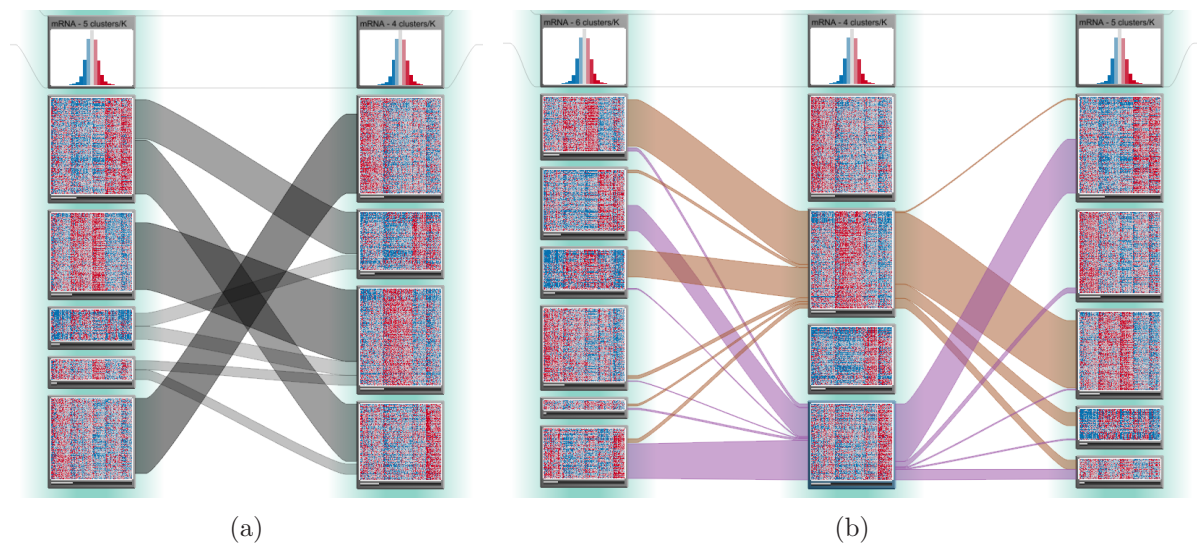 mRNA - 5 clusters/K
mRNA - 4 clusters/K
mRNA - 6 clusters/K
mRNA - 4 clusters/K
mRNA - 5 clusters/K
(a)
(b)